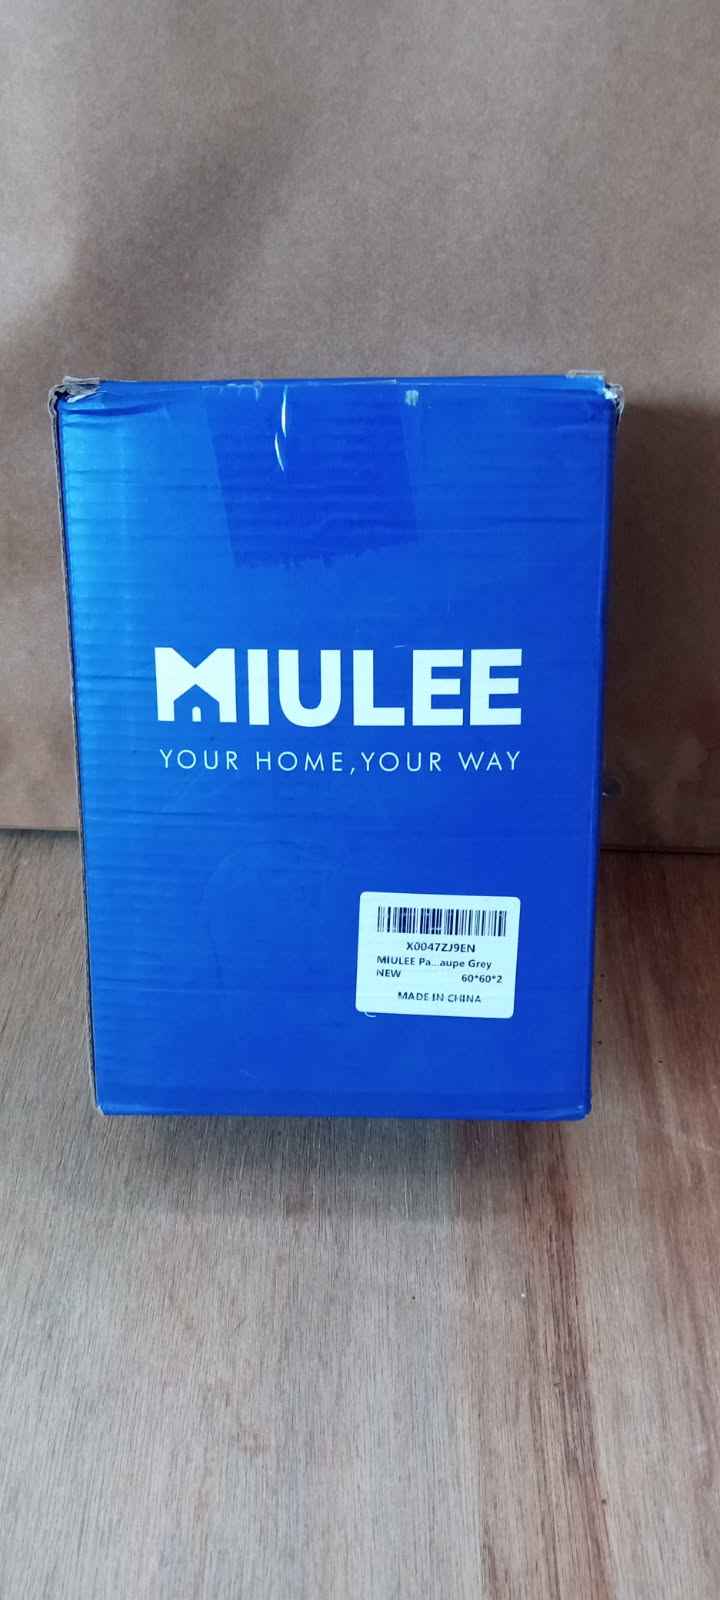 MIULEE
YOUR HOME,YOUR WAY
X0047ZJ9EN
MIULEE Pa...aupe Grey
NEW 60*60*2
MADE IN CHINA